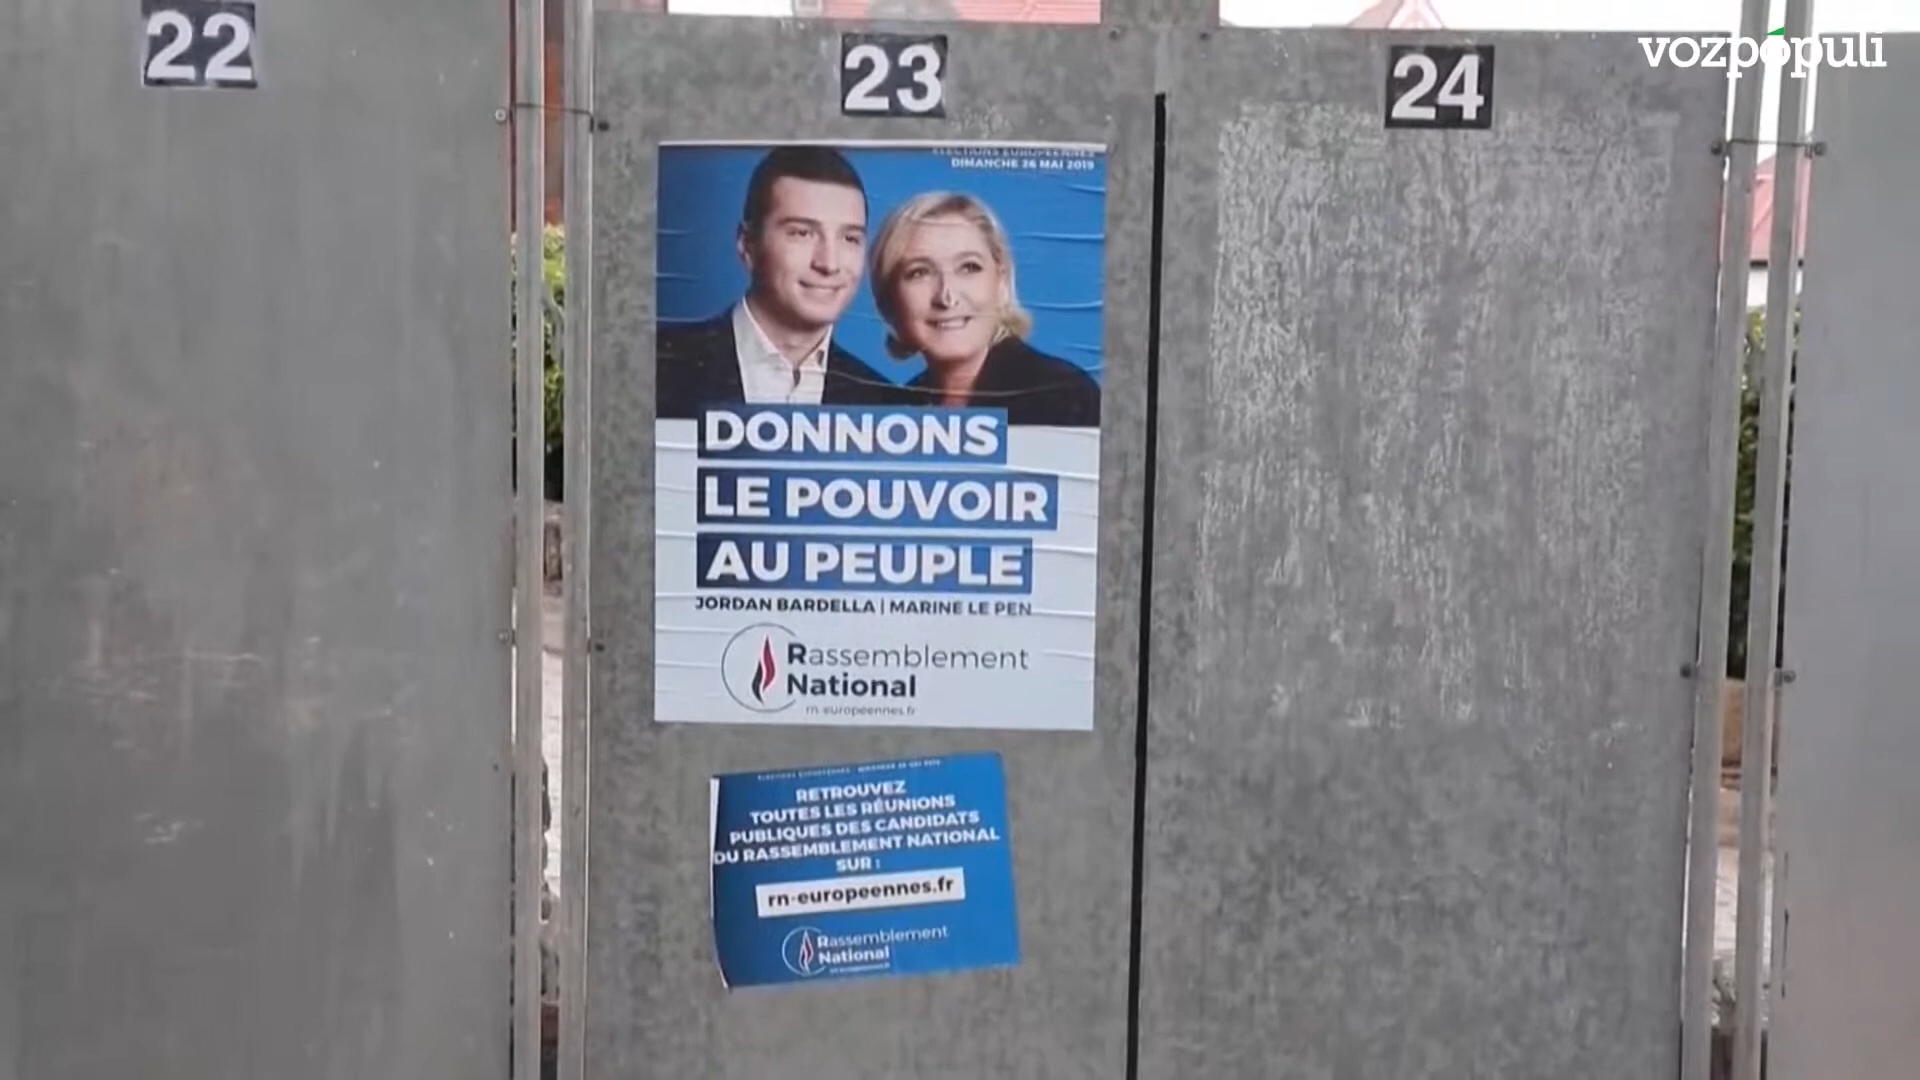 22
23
24
vozpópuli
ÉLECTIONS EUROPÉENNES
DIMANCHE 26 MAI 2019
DONNONS
LE POUVOIR
AU PEUPLE
JORDAN BARDELLA | MARINE LE PEN
Rassemblement
National
rn-europeennes.fr
RETROUVEZ
TOUTES LES RÉUNIONS
PUBLIQUES DES CANDIDATS
DU RASSEMBLEMENT NATIONAL
SUR :
rn-europeennes.fr
Rassemblement
National